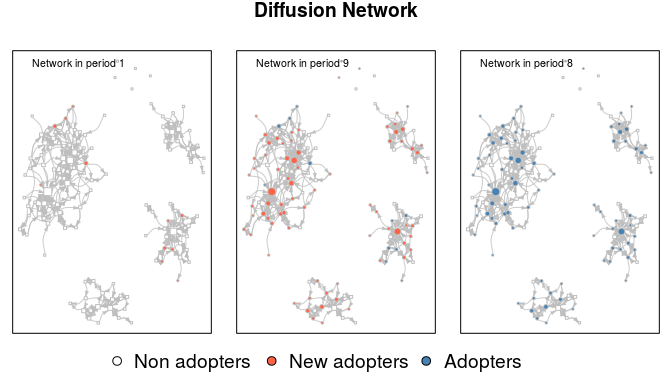 Diffusion Network
Network in period 1
Network in period 9
Network in period 8
Non adopters
New adopters
Adopters